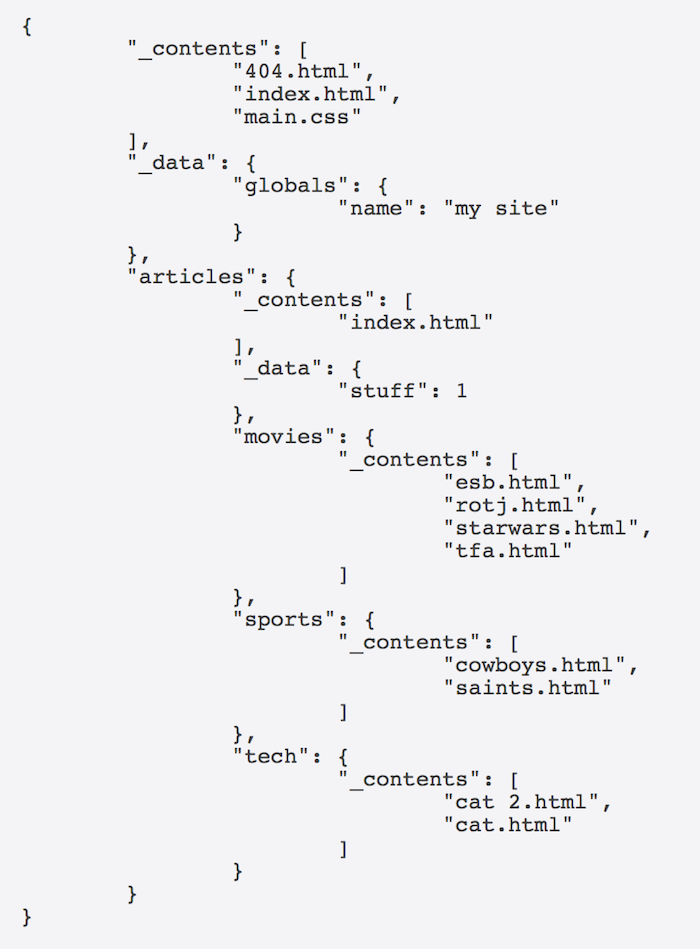 {
"_contents": [
"404.html",
"index.html",
"main.css"
],
"_data": {
"globals": {
"name": "my site"
}
},
"articles": {
"_contents": [
"index.html"
],
"_data": {
"stuff": 1
},
"movies": {
"_contents": [
"esb.html",
"rotj.html",
"starwars.html",
"tfa.html"
]
},
"sports": {
"_contents": [
"cowboys.html",
"saints.html"
]
},
"tech": {
"_contents": [
"cat 2.html",
"cat.html"
]
}
}
}